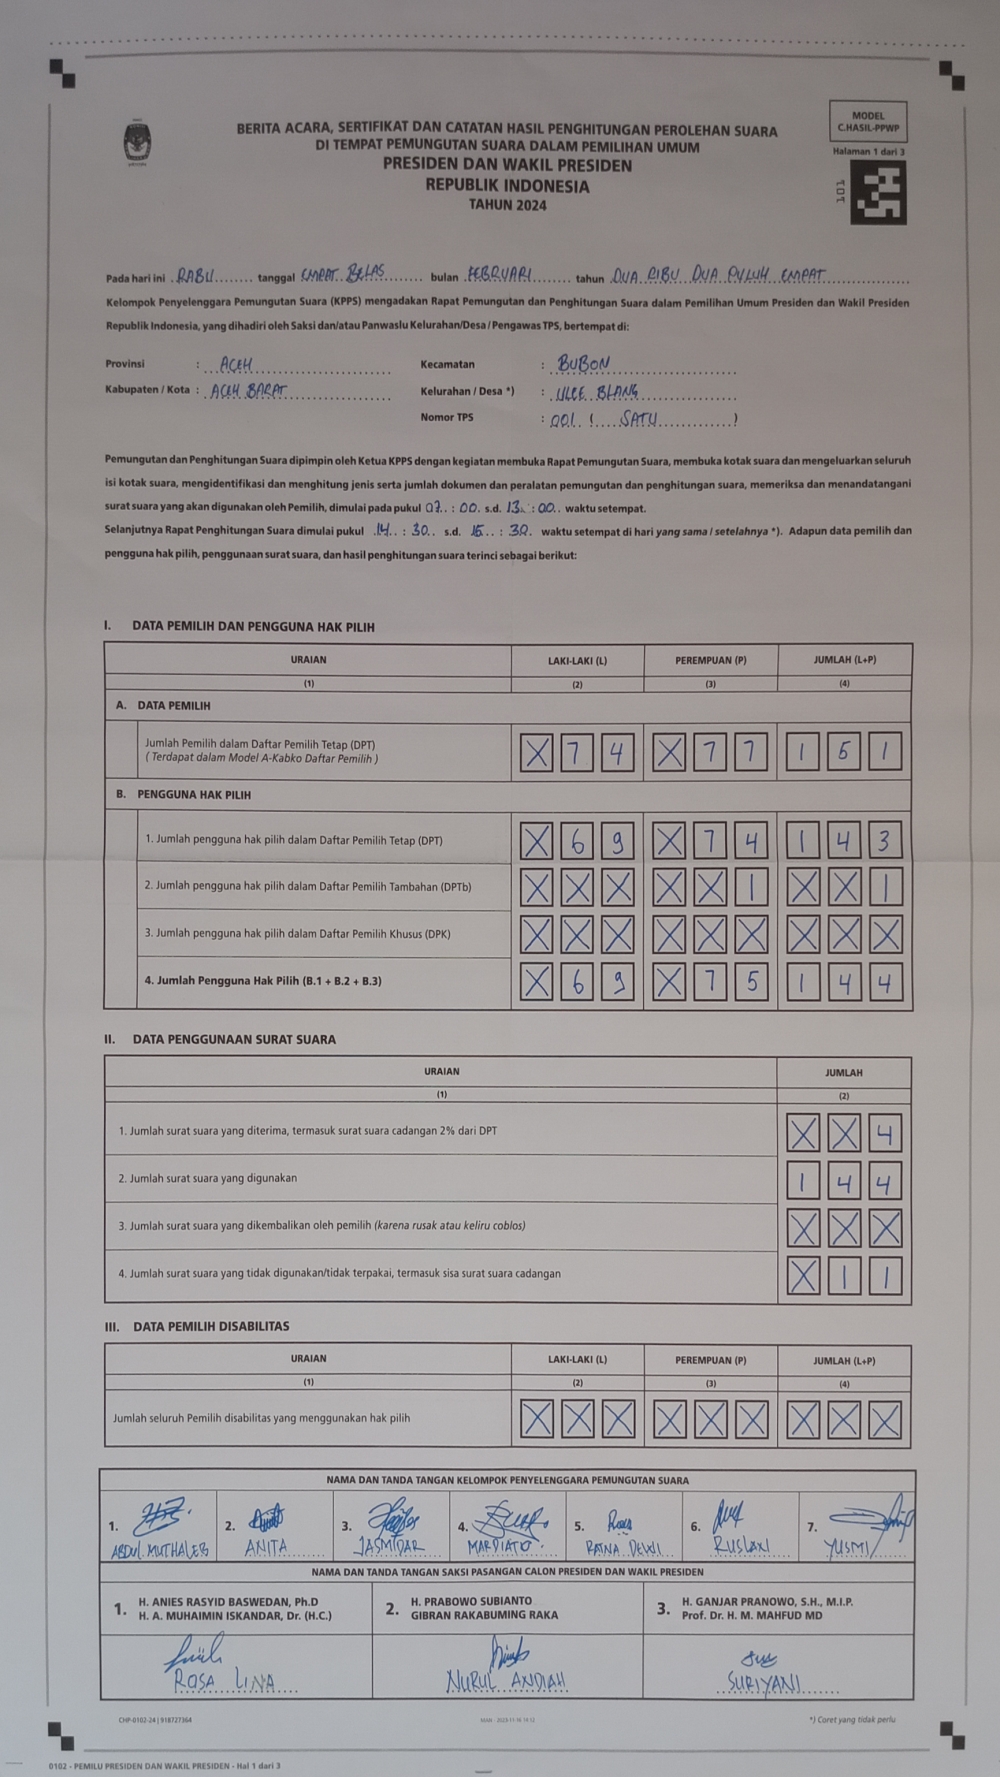 MODEL
C.HASIL-PPWP
Halaman 1 dari 3
101
BERITA ACARA, SERTIFIKAT DAN CATATAN HASIL PENGHITUNGAN PEROLEHAN SUARA
DI TEMPAT PEMUNGUTAN SUARA DALAM PEMILIHAN UMUM
PRESIDEN DAN WAKIL PRESIDEN
REPUBLIK INDONESIA
TAHUN 2024
Pada hari ini RABU tanggal EMPAT BELAS bulan FEBRUARI tahun DUA RIBU DUA PULUH EMPAT
Kelompok Penyelenggara Pemungutan Suara (KPPS) mengadakan Rapat Pemungutan dan Penghitungan Suara dalam Pemilihan Umum Presiden dan Wakil Presiden
Republik Indonesia, yang dihadiri oleh Saksi dan/atau Panwaslu Kelurahan/Desa / Pengawas TPS, bertempat di:
Provinsi : ACEH Kecamatan : BUBON
Kabupaten / Kota : ACEH BARAT Kelurahan / Desa *) : ULEE BLANG
Nomor TPS : 001 ( SATU )
Pemungutan dan Penghitungan Suara dipimpin oleh Ketua KPPS dengan kegiatan membuka Rapat Pemungutan Suara, membuka kotak suara dan mengeluarkan seluruh
isi kotak suara, mengidentifikasi dan menghitung jenis serta jumlah dokumen dan peralatan pemungutan dan penghitungan suara, memeriksa dan menandatangani
surat suara yang akan digunakan oleh Pemilih, dimulai pada pukul 07 : 00 s.d. 13 : 00 waktu setempat.
Selanjutnya Rapat Penghitungan Suara dimulai pukul 14 : 30 s.d. 15 : 30 waktu setempat di hari yang sama / setelahnya *). Adapun data pemilih dan
pengguna hak pilih, penggunaan surat suara, dan hasil penghitungan suara terinci sebagai berikut:
I. DATA PEMILIH DAN PENGGUNA HAK PILIH
URAIAN LAKI-LAKI (L) PEREMPUAN (P) JUMLAH (L+P)
(1) (2) (3) (4)
A. DATA PEMILIH
Jumlah Pemilih dalam Daftar Pemilih Tetap (DPT)
( Terdapat dalam Model A-Kabko Daftar Pemilih ) X 7 4 X 7 7 1 5 1
B. PENGGUNA HAK PILIH
1. Jumlah pengguna hak pilih dalam Daftar Pemilih Tetap (DPT) X 6 9 X 7 4 1 4 3
2. Jumlah pengguna hak pilih dalam Daftar Pemilih Tambahan (DPTb) X X X X X 1 X X 1
3. Jumlah pengguna hak pilih dalam Daftar Pemilih Khusus (DPK) X X X X X X X X X
4. Jumlah Pengguna Hak Pilih (B.1 + B.2 + B.3) X 6 9 X 7 5 1 4 4
II. DATA PENGGUNAAN SURAT SUARA
URAIAN JUMLAH
(1) (2)
1. Jumlah surat suara yang diterima, termasuk surat suara cadangan 2% dari DPT X X 4
2. Jumlah surat suara yang digunakan 1 4 4
3. Jumlah surat suara yang dikembalikan oleh pemilih (karena rusak atau keliru coblos) X X X
4. Jumlah surat suara yang tidak digunakan/tidak terpakai, termasuk sisa surat suara cadangan X 1 1
III. DATA PEMILIH DISABILITAS
URAIAN LAKI-LAKI (L) PEREMPUAN (P) JUMLAH (L+P)
(1) (2) (3) (4)
Jumlah seluruh Pemilih disabilitas yang menggunakan hak pilih X X X X X X X X X
NAMA DAN TANDA TANGAN KELOMPOK PENYELENGGARA PEMUNGUTAN SUARA
1. 2. 3. 4. 5. 6. 7.
ABDUL MUTHALEB ANITA JASMIDAR MARDIATO RATNA DEWI RUSLAXI YUSMI
NAMA DAN TANDA TANGAN SAKSI PASANGAN CALON PRESIDEN DAN WAKIL PRESIDEN
1. H. ANIES RASYID BASWEDAN, Ph.D
H. A. MUHAIMIN ISKANDAR, Dr. (H.C.)
2. H. PRABOWO SUBIANTO
GIBRAN RAKABUMING RAKA
3. H. GANJAR PRANOWO, S.H., M.I.P.
Prof. Dr. H. M. MAHFUD MD
ROSA LINA NURUL ANDIAH SURIYANI
CHP-0102-24 | 918727364
*) Coret yang tidak perlu
0102 - PEMILU PRESIDEN DAN WAKIL PRESIDEN - Hal 1 dari 3